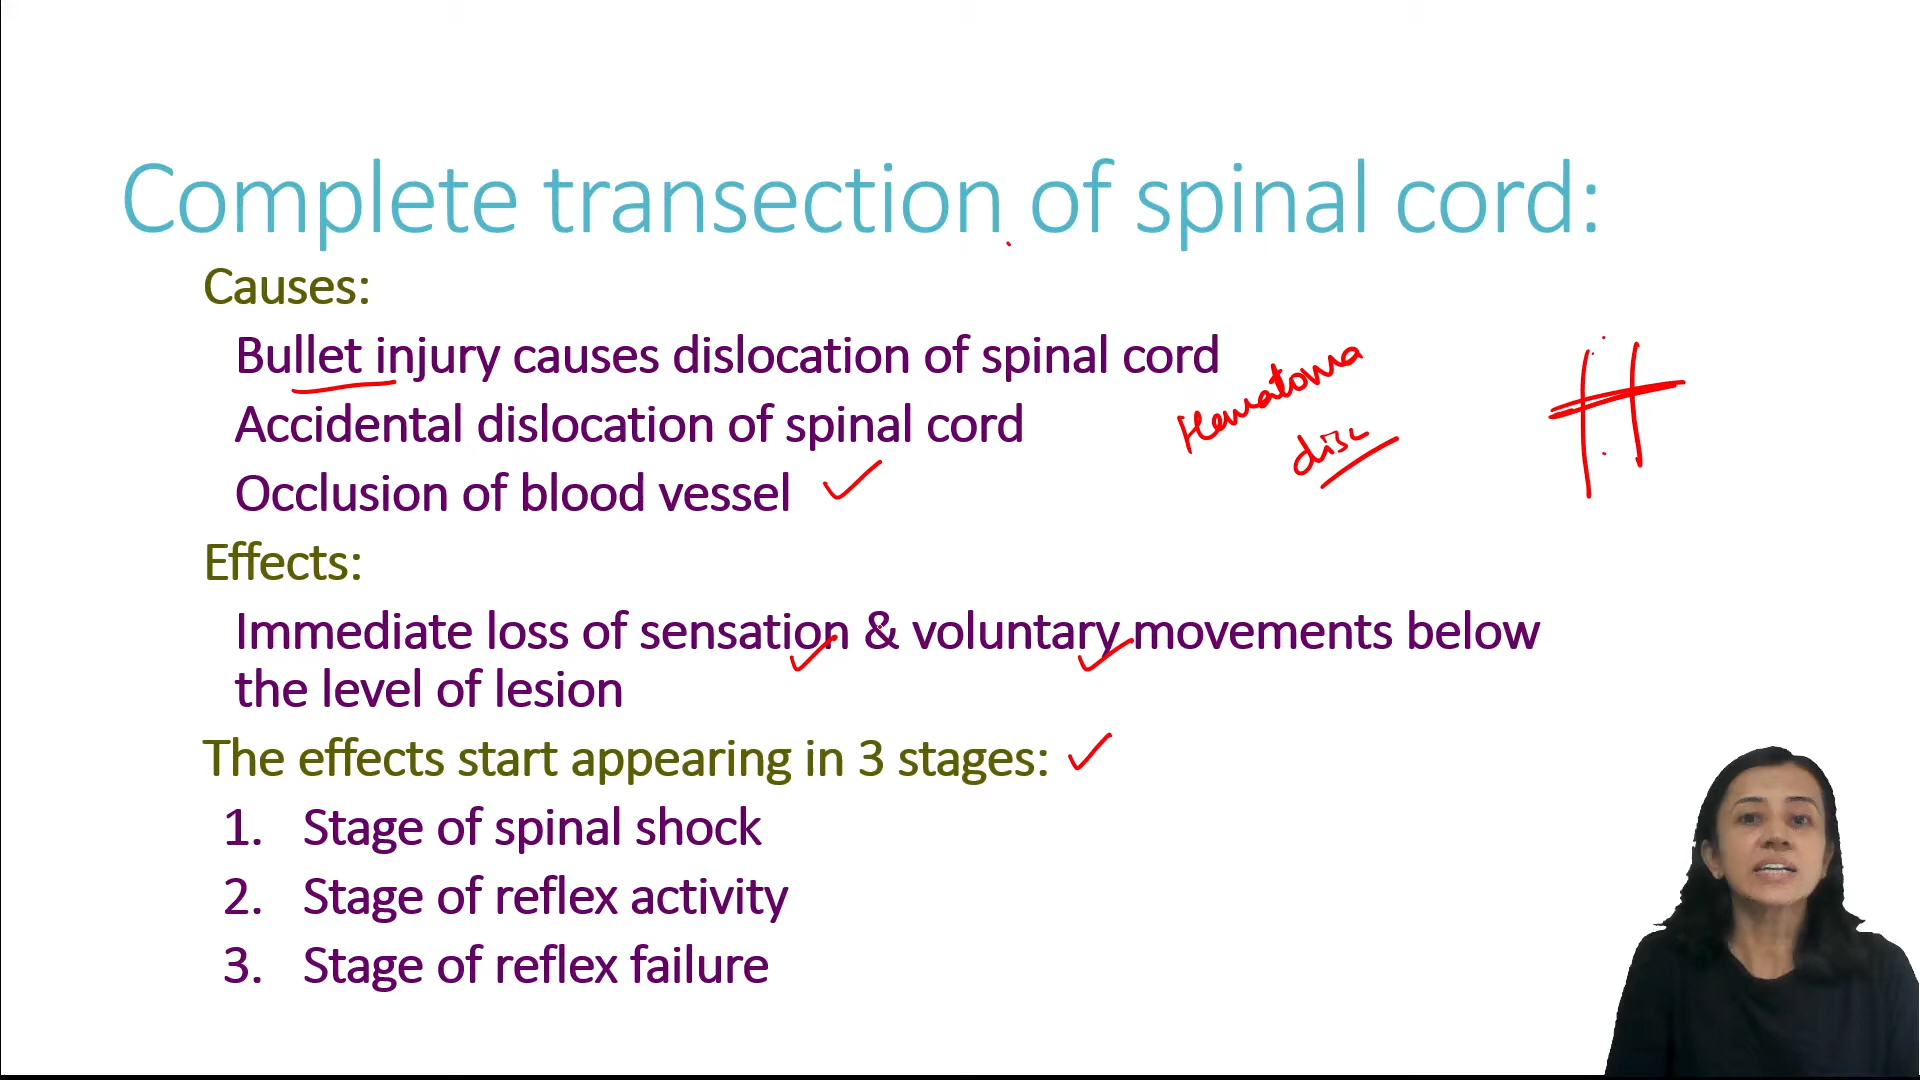 Complete transection of spinal cord:
Causes:
Bullet injury causes dislocation of spinal cord
Hematoma
Accidental dislocation of spinal cord
disc
Occlusion of blood vessel
Effects:
Immediate loss of sensation & voluntary movements below
the level of lesion
The effects start appearing in 3 stages:
1. Stage of spinal shock
2. Stage of reflex activity
3. Stage of reflex failure